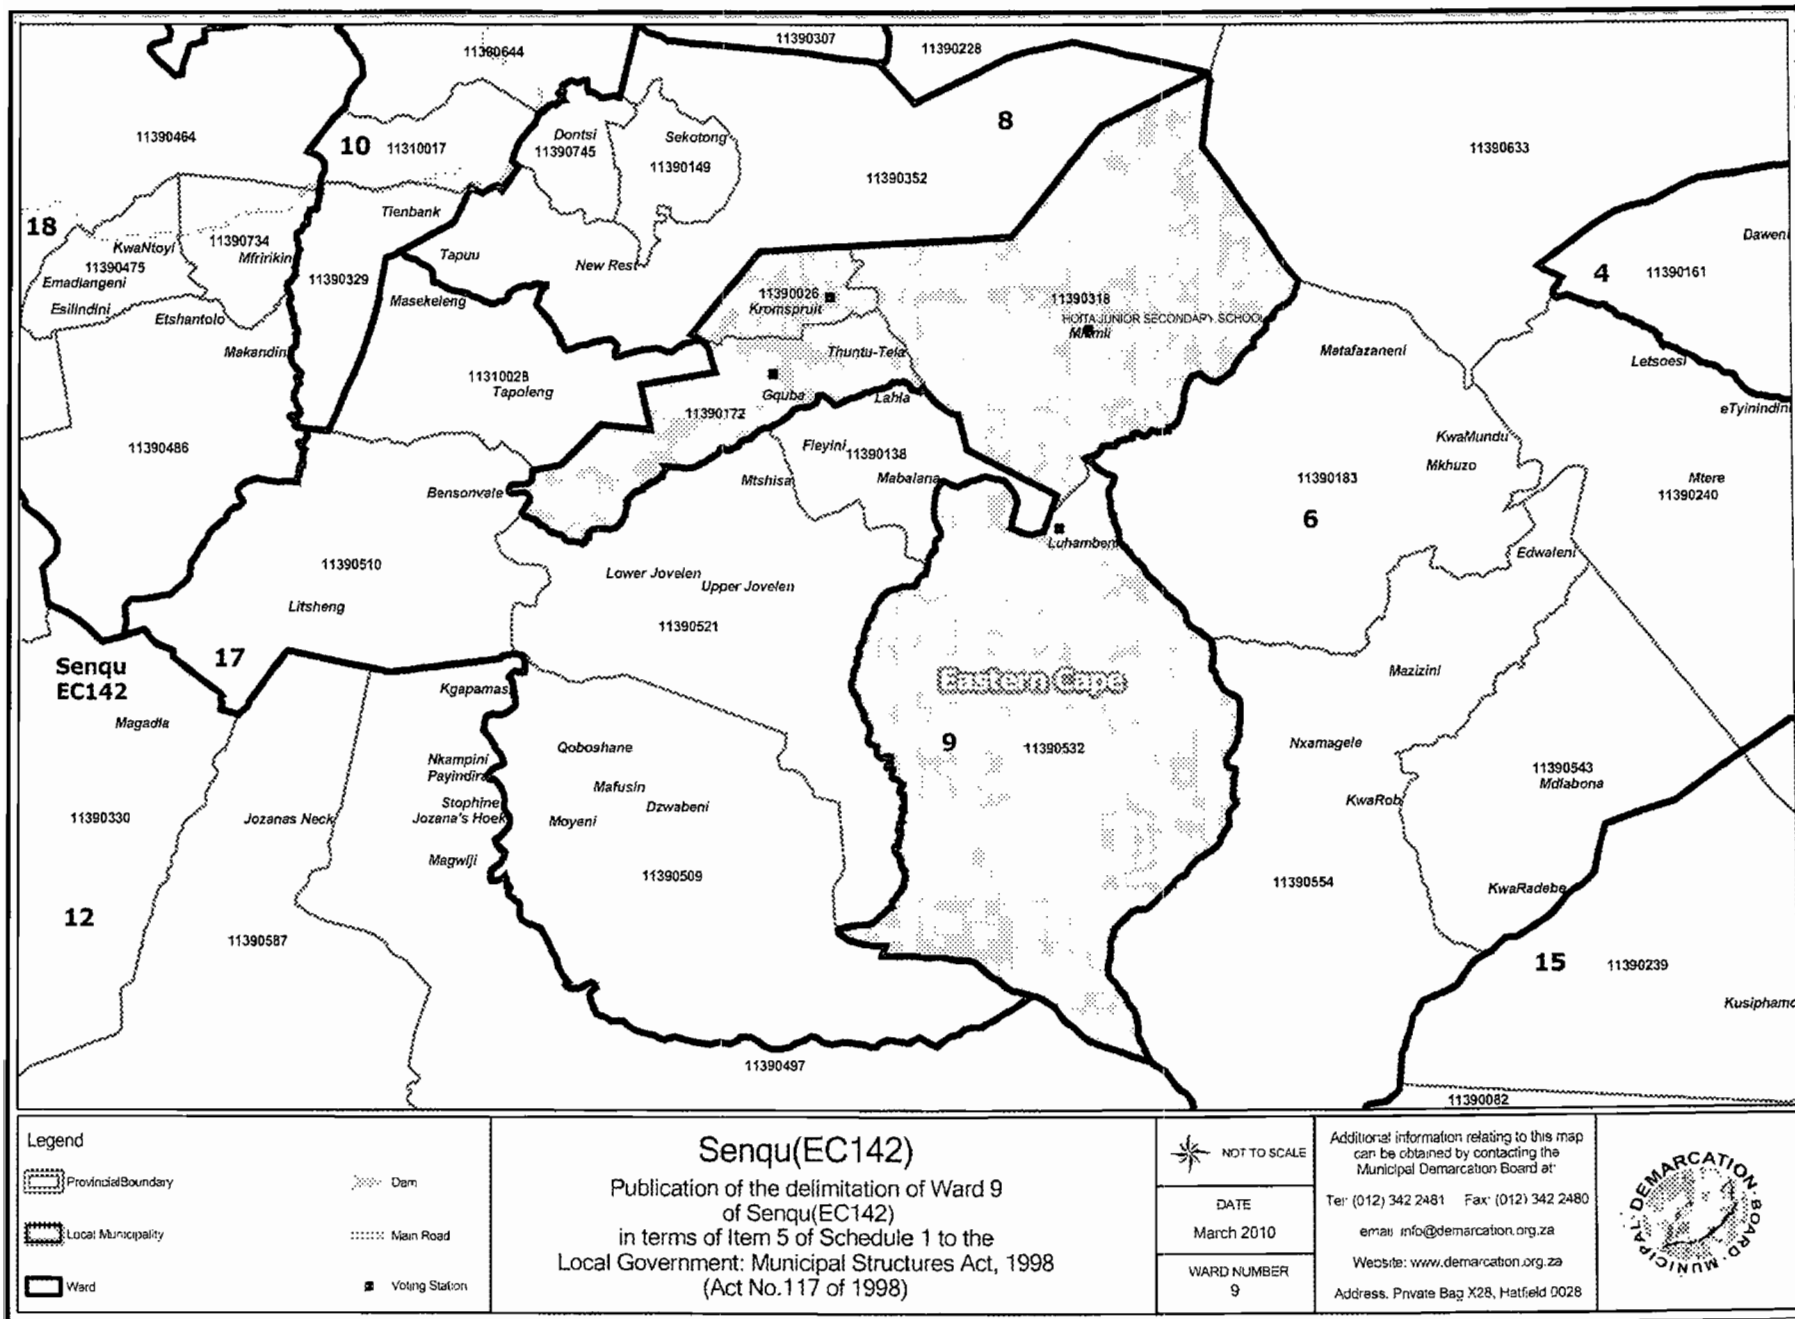 11390307
11390228
11390644
8
11390464
10
11310017
Dontsi
11390745
Sekotong
11390149
11390352
11390633
Tienbank
18
KwaNtoyi
11390734
Mfririkin
11390475
Emadlangeni
Esilindini
Etshantolo
11390329
Tapuu
New Rest
Masekeleng
11390026
Kromspruit
11390318
HOITA JUNIOR SECONDARY SCHOOL
4
11390161
Daweni
Makandin
Thuntu-Tela
Matafazaneni
Letsoesi
11310028
Tapoleng
Gquba
Lahla
eTyinindini
11390172
11390486
Fleyini
11390138
KwaMundu
Mkhuzo
Bensonvale
Mtshisa
Mabalana
11390183
Mtere
11390240
6
Luhambeni
Edwaleni
11390510
Lower Jovelen
Upper Jovelen
Litsheng
11390521
17
Senqu
EC142
Magadla
Kgapamas
Eastern Cape
Mazizini
9
11390532
Nxamagele
Qoboshane
Nkampini
Payindira
Mafusin
Dzwabeni
11390543
Mdlabona
KwaRob
11390330
Jozanas Neck
Stophine
Jozana's Hoek
Moyeni
Magwiji
11390509
11390554
KwaRadebe
12
11390587
15
11390239
Kusiphamo
11390497
11390082
Legend
ProvincialBoundary
Dam
Local Municipality
Main Road
Ward
Voting Station
Senqu(EC142)
Publication of the delimitation of Ward 9
of Senqu(EC142)
in terms of Item 5 of Schedule 1 to the
Local Government: Municipal Structures Act, 1998
(Act No.117 of 1998)
NOT TO SCALE
DATE
March 2010
WARD NUMBER
9
Additional information relating to this map
can be obtained by contacting the
Municipal Demarcation Board at:
Tel: (012) 342 2481 Fax: (012) 342 2480
email: info@demarcation.org.za
Website: www.demarcation.org.za
Address. Private Bag X28, Hatfield 0028
MUNICIPAL DEMARCATION BOARD